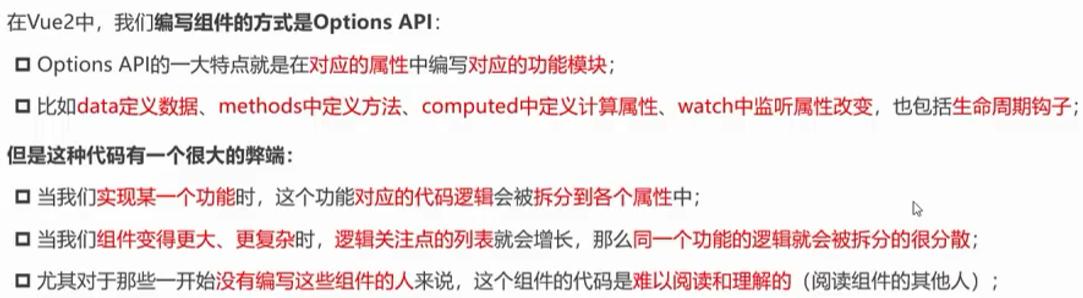 在Vue2中，我们编写组件的方式是Options API：
Options API的一大特点就是在对应的属性中编写对应的功能模块；
比如data定义数据、methods中定义方法、computed中定义计算属性、watch中监听属性改变，也包括生命周期钩子；
但是这种代码有一个很大的弊端：
当我们实现某一个功能时，这个功能对应的代码逻辑会被拆分到各个属性中；
当我们组件变得更大、更复杂时，逻辑关注点的列表就会增长，那么同一个功能的逻辑就会被拆分的很分散；
尤其对于那些一开始没有编写这些组件的人来说，这个组件的代码是难以阅读和理解的（阅读组件的其他人）；